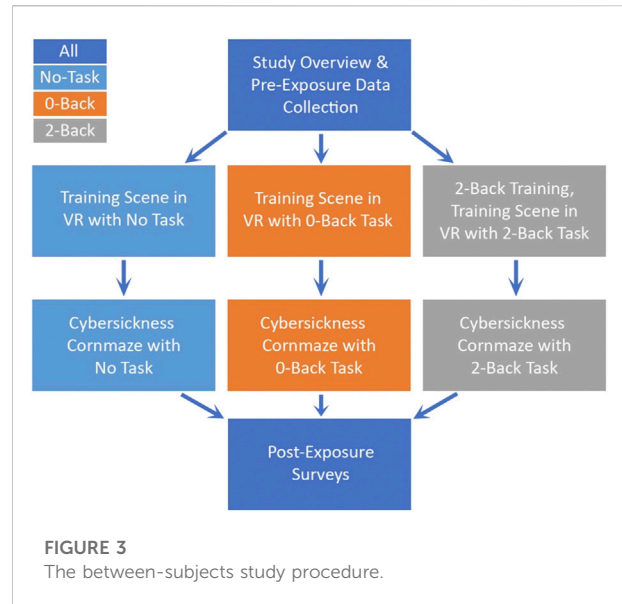 All
No-Task
0-Back
2-Back
Study Overview &
Pre-Exposure Data
Collection
Training Scene in
VR with No Task
Training Scene in
VR with 0-Back Task
2-Back Training,
Training Scene in
VR with 2-Back Task
Cybersickness
Cornmaze with
No Task
Cybersickness
Cornmaze with
0-Back Task
Cybersickness
Cornmaze with
2-Back Task
Post-Exposure
Surveys
FIGURE 3
The between-subjects study procedure.